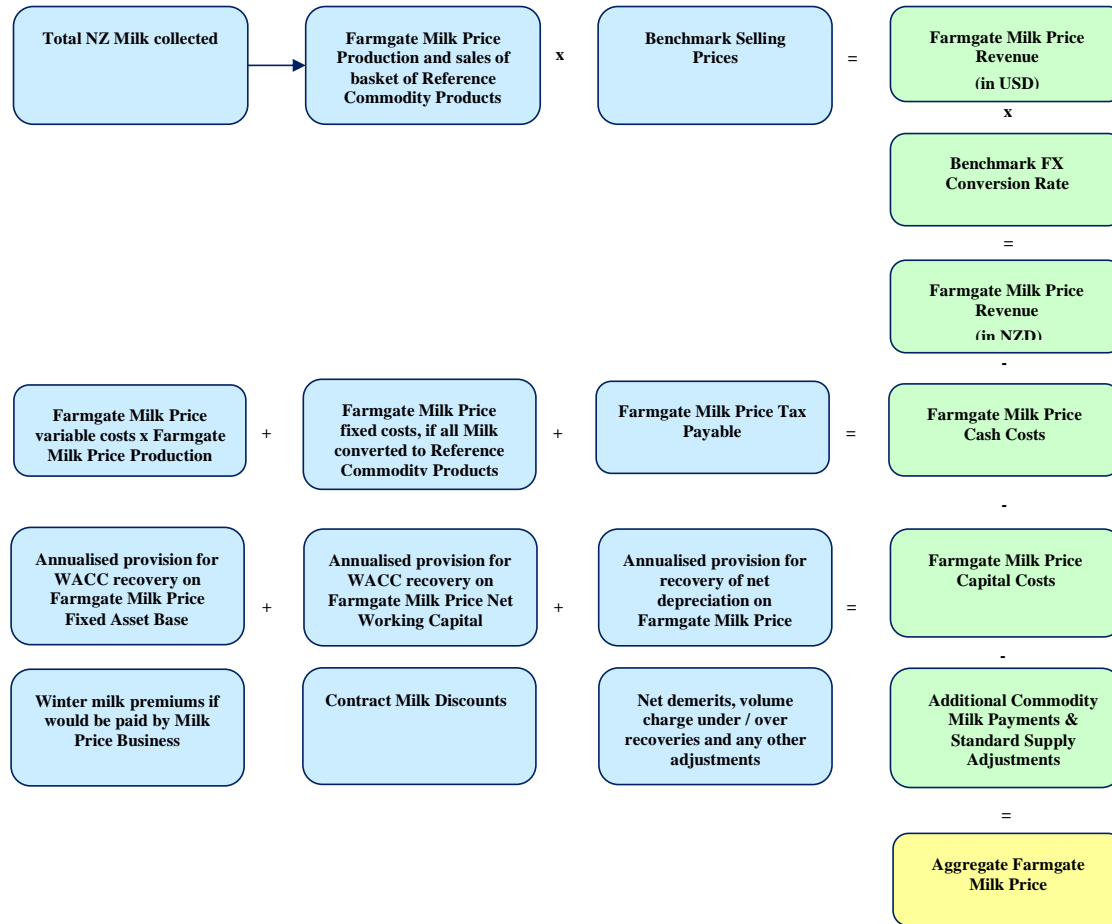 Total NZ Milk collected
Farmgate Milk Price
Production and sales of
basket of Reference
Commodity Products
x
Benchmark Selling
Prices
=
Farmgate Milk Price
Revenue
(in USD)
x
Benchmark FX
Conversion Rate
=
Farmgate Milk Price
Revenue
(in NZD)
-
Farmgate Milk Price
variable costs x Farmgate
Milk Price Production
+
Farmgate Milk Price
fixed costs, if all Milk
converted to Reference
Commodity Products
+
Farmgate Milk Price Tax
Payable
=
Farmgate Milk Price
Cash Costs
-
Annualised provision for
WACC recovery on
Farmgate Milk Price
Fixed Asset Base
+
Annualised provision for
WACC recovery on
Farmgate Milk Price Net
Working Capital
+
Annualised provision for
recovery of net
depreciation on
Farmgate Milk Price
=
Farmgate Milk Price
Capital Costs
-
Winter milk premiums if
would be paid by Milk
Price Business
Contract Milk Discounts
Net demerits, volume
charge under / over
recoveries and any other
adjustments
Additional Commodity
Milk Payments &
Standard Supply
Adjustments
=
Aggregate Farmgate
Milk Price